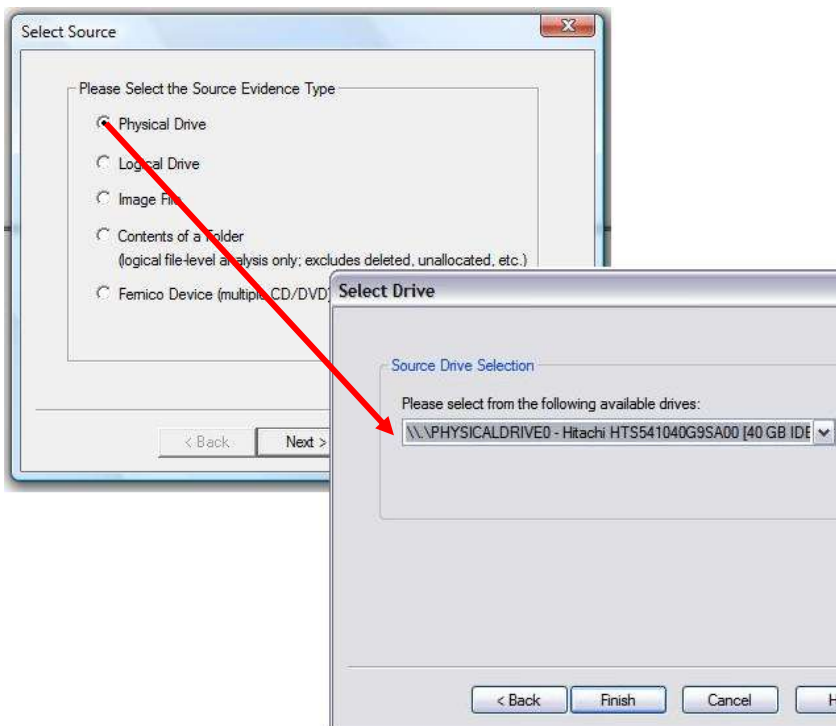 Select Source
Please Select the Source Evidence Type
Physical Drive
Logical Drive
Image File
Contents of a Folder
(logical file-level analysis only; excludes deleted, unallocated, etc.)
Fernico Device (multiple CD/DVD)
< Back
Next >
Select Drive
Source Drive Selection
Please select from the following available drives:
\\.\PHYSICALDRIVE0 - Hitachi HTS541040G9SA00 [40 GB IDE
< Back
Finish
Cancel
H